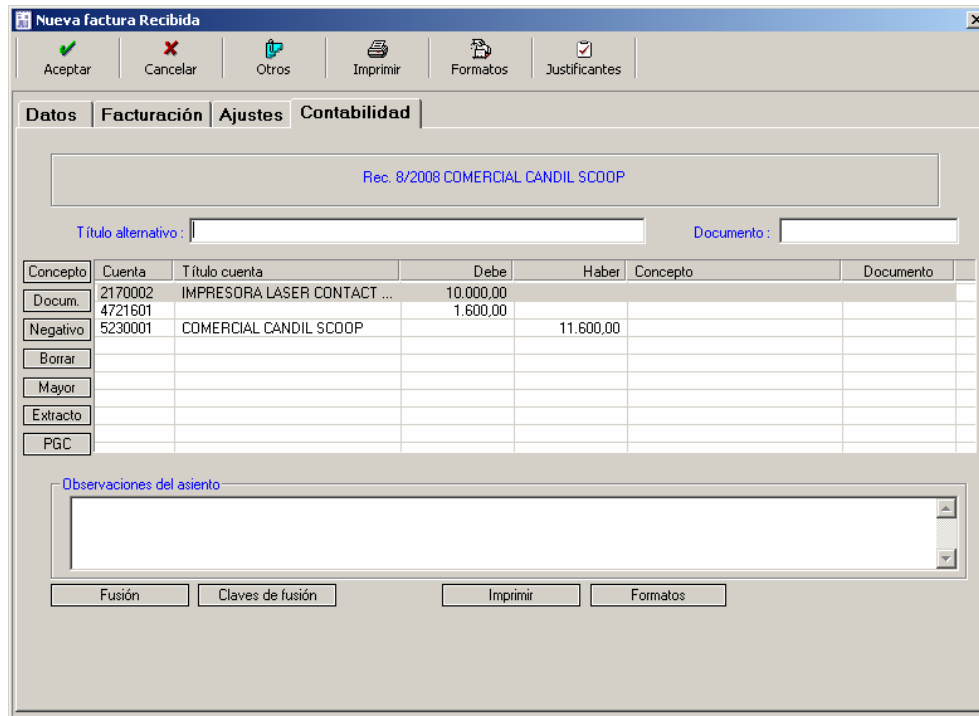 Nueva factura Recibida
Aceptar Cancelar Otros Imprimir Formatos Justificantes
Datos Facturación Ajustes Contabilidad
Rec. 8/2008 COMERCIAL CANDIL SCOOP
Título alternativo : Documento :
Concepto Cuenta Título cuenta Debe Haber Concepto Documento
2170002 IMPRESORA LASER CONTACT ... 10.000,00
Docum.
4721601 1.600,00
Negativo 5230001 COMERCIAL CANDIL SCOOP 11.600,00
Borrar
Mayor
Extracto
PGC
Observaciones del asiento
Fusión Claves de fusión Imprimir Formatos